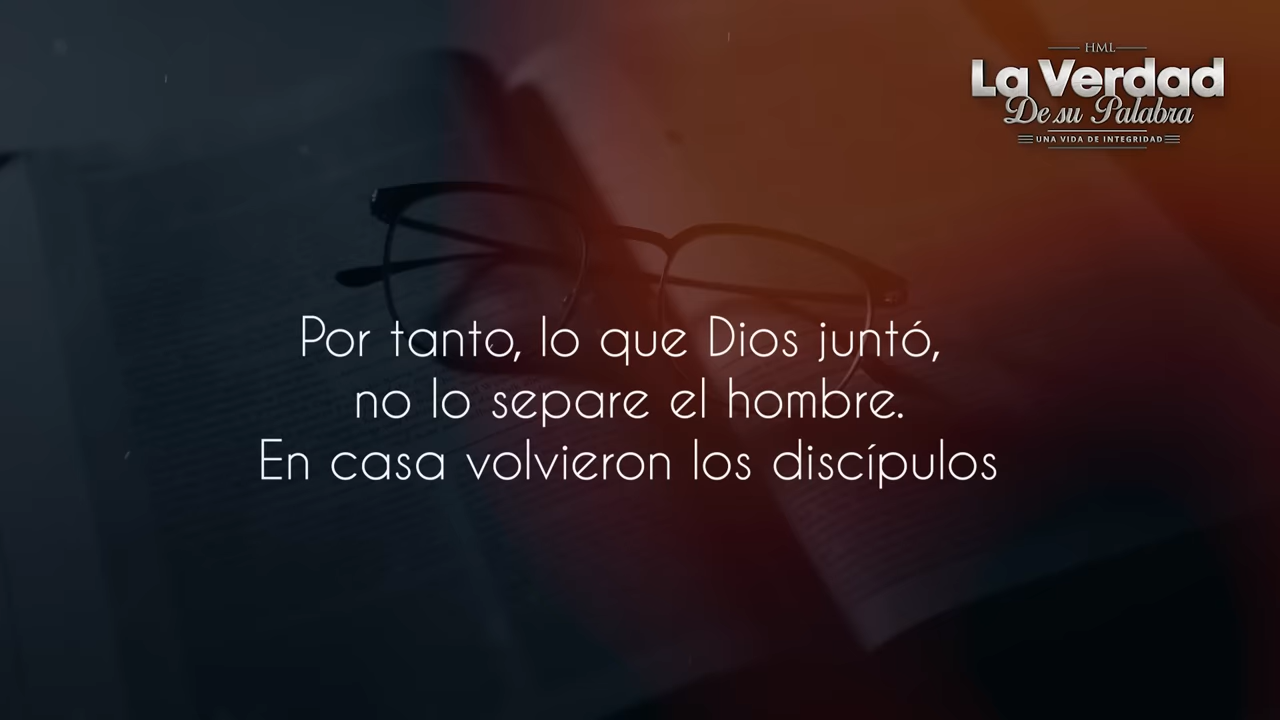 HML
La Verdad
De su Palabra
UNA VIDA DE INTEGRIDAD
Por tanto, lo que Dios juntó,
no lo separe el hombre.
En casa volvieron los discípulos